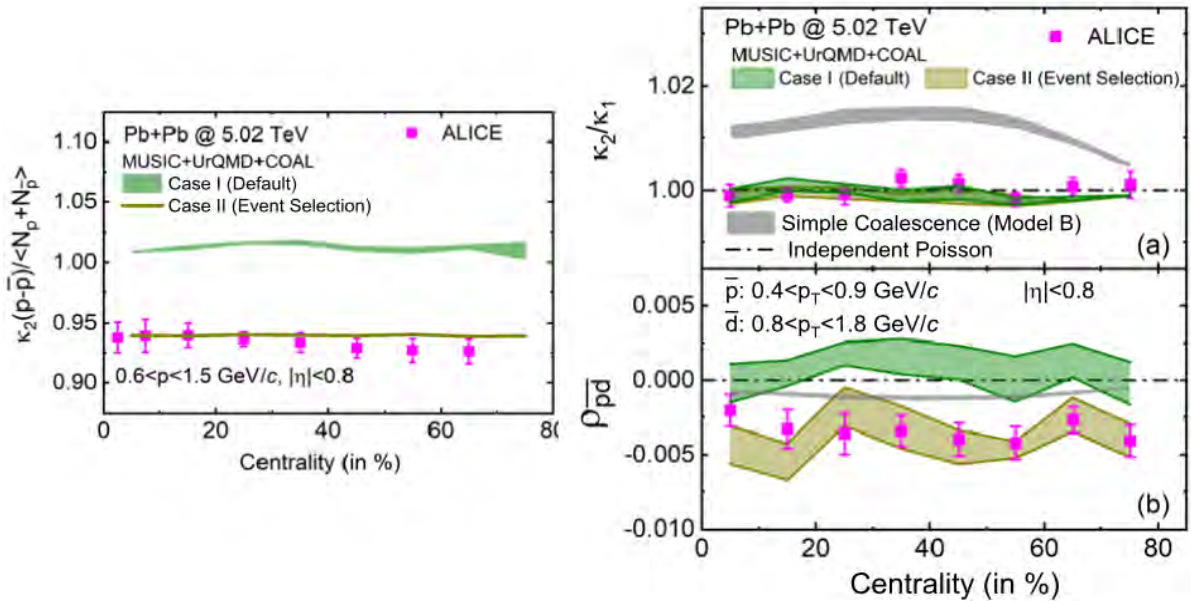 Pb+Pb @ 5.02 TeV
ALICE
MUSIC+UrQMD+COAL
Case I (Default)
Case II (Event Selection)
0.6<p<1.5 GeV/c, |η|<0.8
κ2(p-p̅)/<Np+Np̅>
1.10
1.05
1.00
0.95
0.90
0 20 40 60 80
Centrality (in %)
Pb+Pb @ 5.02 TeV
ALICE
MUSIC+UrQMD+COAL
Case I (Default) Case II (Event Selection)
κ2/κ1
1.02
1.00
Simple Coalescence (Model B)
Independent Poisson
(a)
p̅: 0.4<pT<0.9 GeV/c |η|<0.8
d̅: 0.8<pT<1.8 GeV/c
ρp̅d̅
0.005
0.000
-0.005
-0.010
(b)
0 20 40 60 80
Centrality (in %)